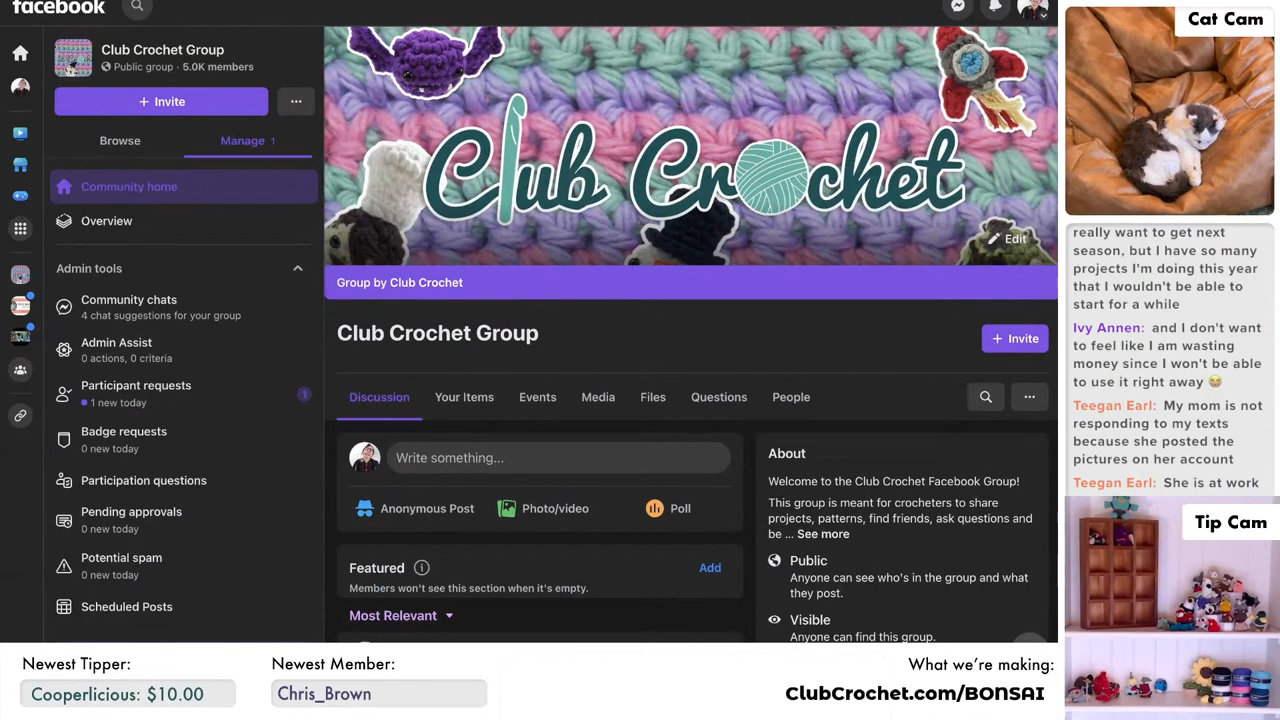 facebook
Club Crochet Group
Public group · 5.0K members
+ Invite
...
Browse
Manage 1
Community home
Overview
Admin tools
Community chats
4 chat suggestions for your group
Admin Assist
0 actions, 0 criteria
Participant requests
1 new today
1
Badge requests
0 new today
Participation questions
Pending approvals
0 new today
Potential spam
0 new today
Scheduled Posts
Club Crochet
Edit
Group by Club Crochet
Club Crochet Group
+ Invite
Discussion
Your Items
Events
Media
Files
Questions
People
...
Write something...
Anonymous Post
Photo/video
Poll
Featured
Add
Members won't see this section when it's empty.
Most Relevant
About
Welcome to the Club Crochet Facebook Group!
This group is meant for crocheters to share
projects, patterns, find friends, ask questions and
be ... See more
Public
Anyone can see who's in the group and what
they post.
Visible
Anyone can find this group.
Cat Cam
really want to get next
season, but I have so many
projects I'm doing this year
that I wouldn't be able to
start for a while
Ivy Annen: and I don't want
to feel like I am wasting
money since I won't be able
to use it right away 😭
Teegan Earl: My mom is not
responding to my texts
because she posted the
pictures on her account
Teegan Earl: She is at work
Tip Cam
Newest Tipper:
Cooperlicious: $10.00
Newest Member:
Chris_Brown
What we're making:
ClubCrochet.com/BONSAI